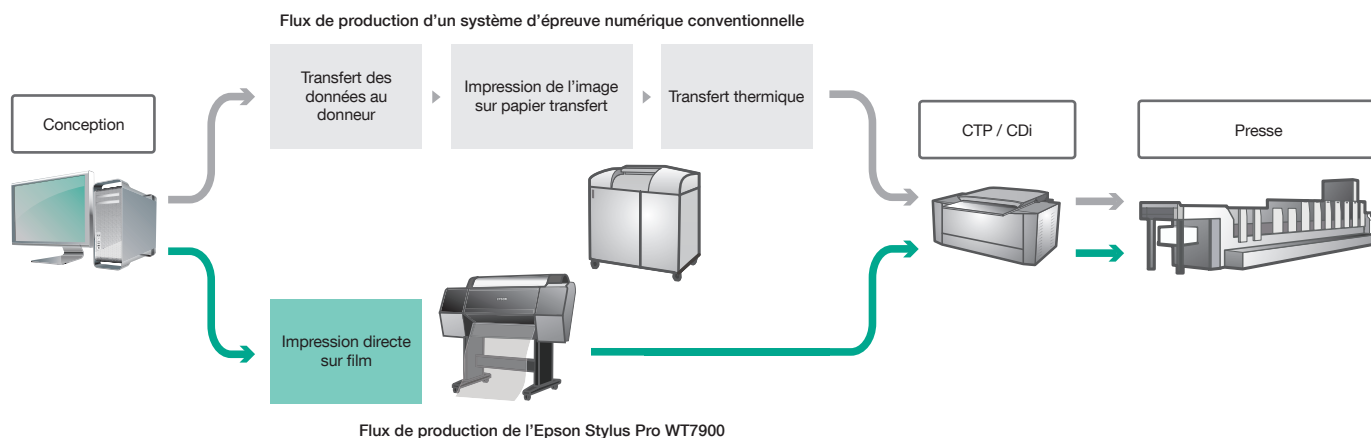 Flux de production d’un système d’épreuve numérique conventionnelle
Conception
Transfert des
données au
donneur
Impression de l’image
sur papier transfert
Transfert thermique
CTP / CDi
Presse
EPSON
Impression directe
sur film
Flux de production de l’Epson Stylus Pro WT7900